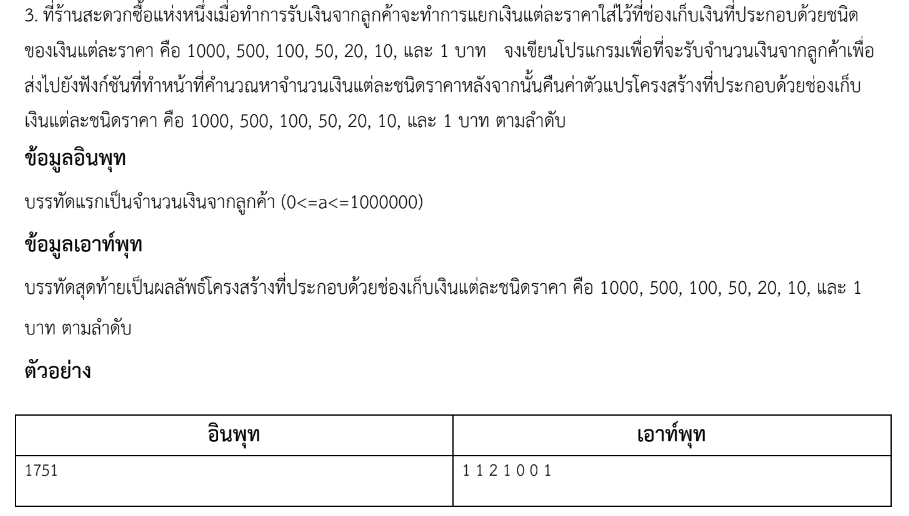 3. ที่ร้านสะดวกซื้อแห่งหนึ่งเมื่อทำการรับเงินจากลูกค้าจะทำการแยกเงินแต่ละราคาใส่ไว้ที่ช่องเก็บเงินที่ประกอบด้วยชนิด
ของเงินแต่ละราคา คือ 1000, 500, 100, 50, 20, 10, และ 1 บาท จงเขียนโปรแกรมเพื่อที่จะรับจำนวนเงินจากลูกค้าเพื่อ
ส่งไปยังฟังก์ชันที่ทำหน้าที่คำนวณหาจำนวนเงินแต่ละชนิดราคาหลังจากนั้นคืนค่าตัวแปรโครงสร้างที่ประกอบด้วยช่องเก็บ
เงินแต่ละชนิดราคา คือ 1000, 500, 100, 50, 20, 10, และ 1 บาท ตามลำดับ
ข้อมูลอินพุท
บรรทัดแรกเป็นจำนวนเงินจากลูกค้า (0<=a<=1000000)
ข้อมูลเอาท์พุท
บรรทัดสุดท้ายเป็นผลลัพธ์โครงสร้างที่ประกอบด้วยช่องเก็บเงินแต่ละชนิดราคา คือ 1000, 500, 100, 50, 20, 10, และ 1
บาท ตามลำดับ
ตัวอย่าง
อินพุท เอาท์พุท
1751 1 1 2 1 0 0 1